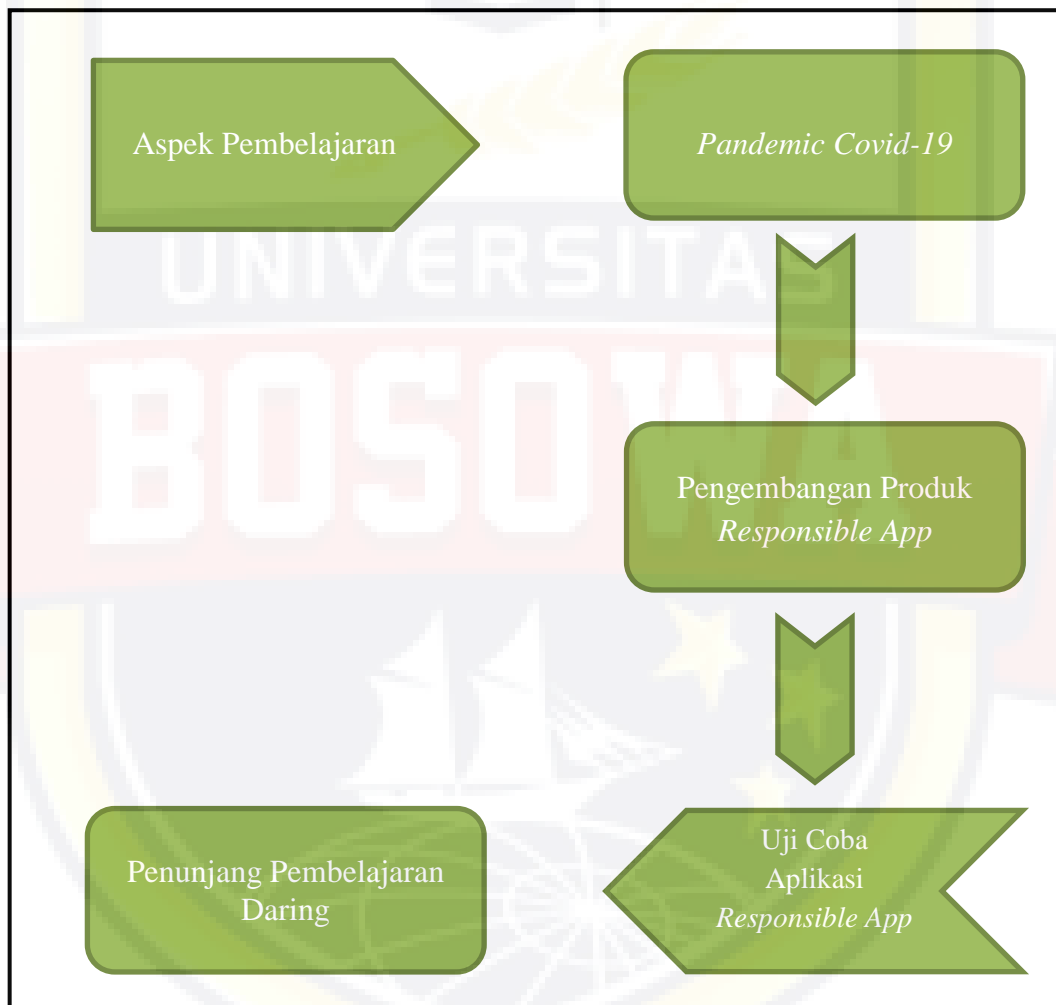 Aspek Pembelajaran
Pandemic Covid-19
UNIVERSITAS
BOSOWA
Pengembangan Produk
Responsible App
Uji Coba
Aplikasi
Responsible App
Penunjang Pembelajaran
Daring